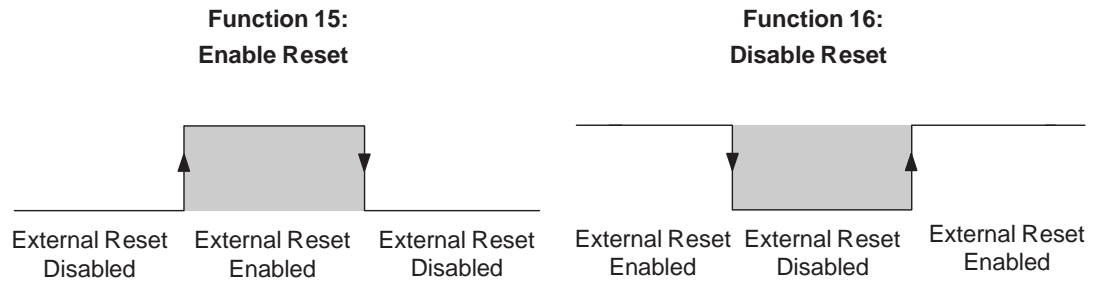 Function 15:
Enable Reset
External Reset
Disabled
External Reset
Enabled
External Reset
Disabled
Function 16:
Disable Reset
External Reset
Enabled
External Reset
Disabled
External Reset
Enabled